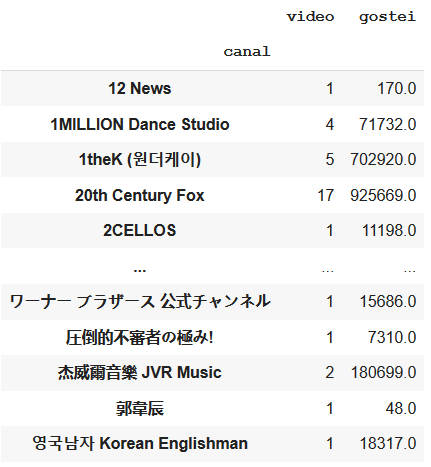 video gostei
canal
12 News 1 170.0
1MILLION Dance Studio 4 71732.0
1theK (원더케이) 5 702920.0
20th Century Fox 17 925669.0
2CELLOS 1 11198.0
... ... ...
ワーナー ブラザース 公式チャンネル 1 15686.0
圧倒的不審者の極み! 1 7310.0
杰威爾音樂 JVR Music 2 180699.0
郭韋辰 1 48.0
영국남자 Korean Englishman 1 18317.0